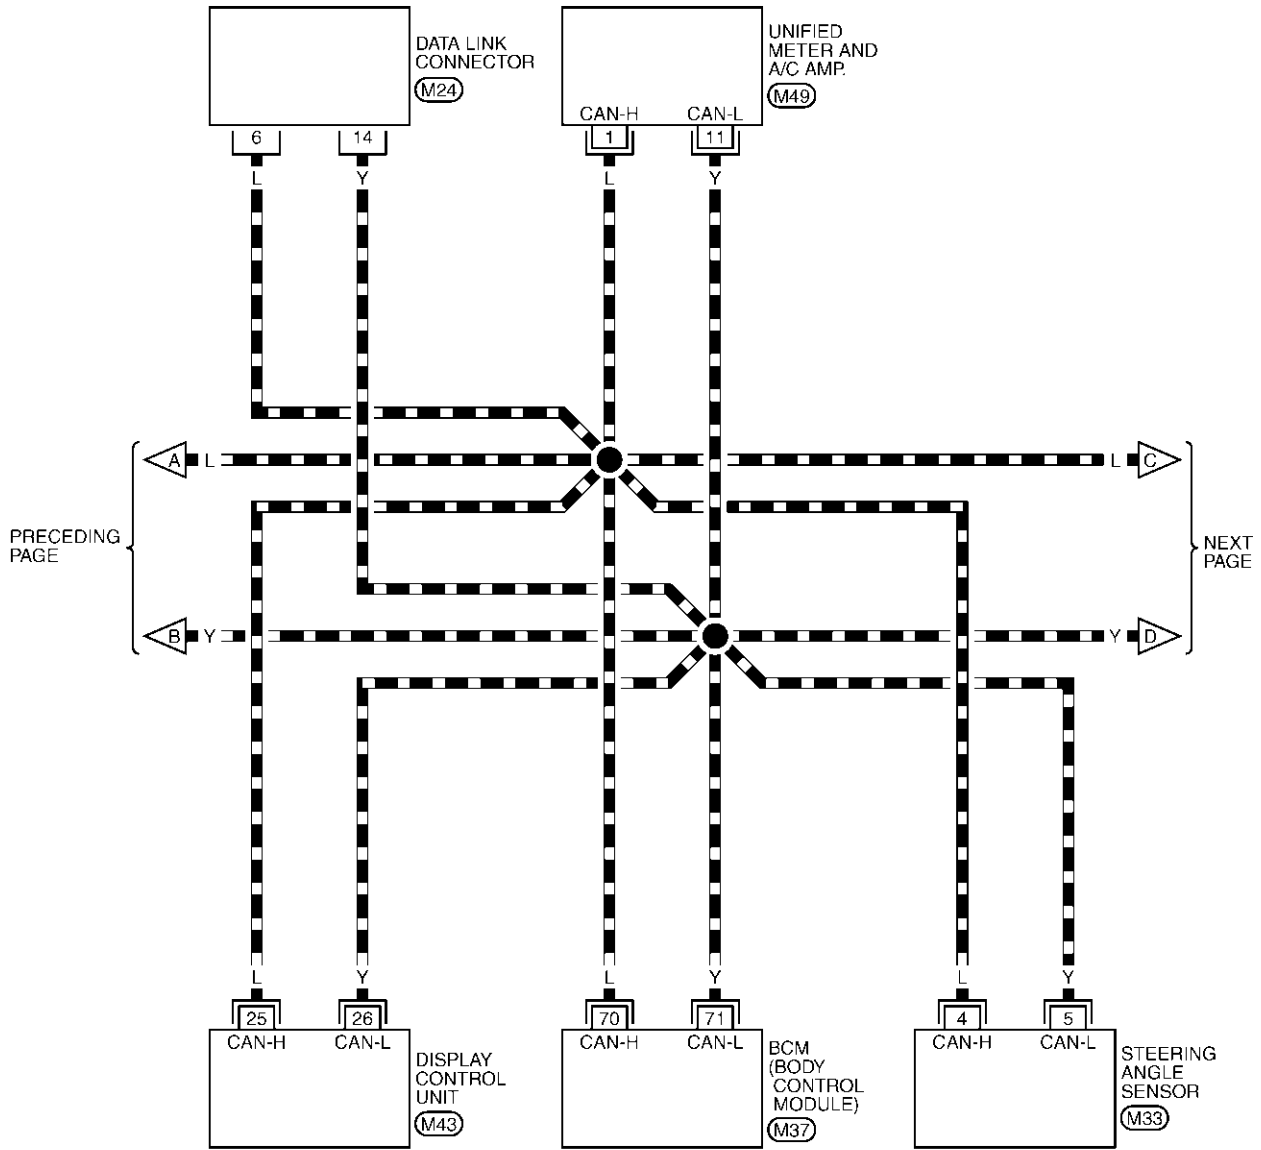 DATA LINK
CONNECTOR
M24
UNIFIED
METER AND
A/C AMP.
M49
CAN-H
CAN-L
6
14
1
11
L
Y
L
Y
A
L
L
C
PRECEDING
PAGE
NEXT
PAGE
B
Y
Y
D
L
Y
L
Y
L
Y
25
26
70
71
4
5
CAN-H
CAN-L
CAN-H
CAN-L
CAN-H
CAN-L
DISPLAY
CONTROL
UNIT
M43
BCM
(BODY
CONTROL
MODULE)
M37
STEERING
ANGLE
SENSOR
M33